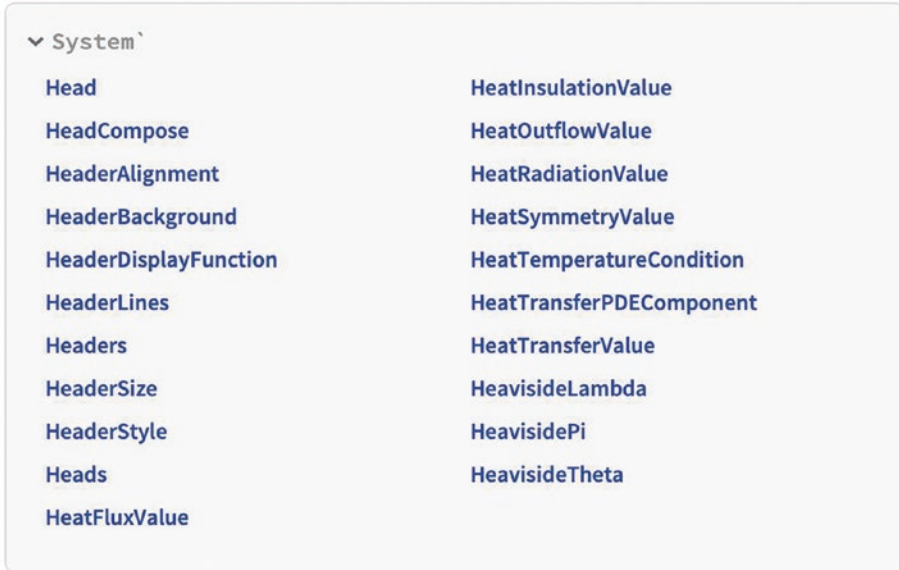 System`
Head
HeadCompose
HeaderAlignment
HeaderBackground
HeaderDisplayFunction
HeaderLines
Headers
HeaderSize
HeaderStyle
Heads
HeatFluxValue
HeatInsulationValue
HeatOutflowValue
HeatRadiationValue
HeatSymmetryValue
HeatTemperatureCondition
HeatTransferPDEComponent
HeatTransferValue
HeavisideLambda
HeavisidePi
HeavisideTheta